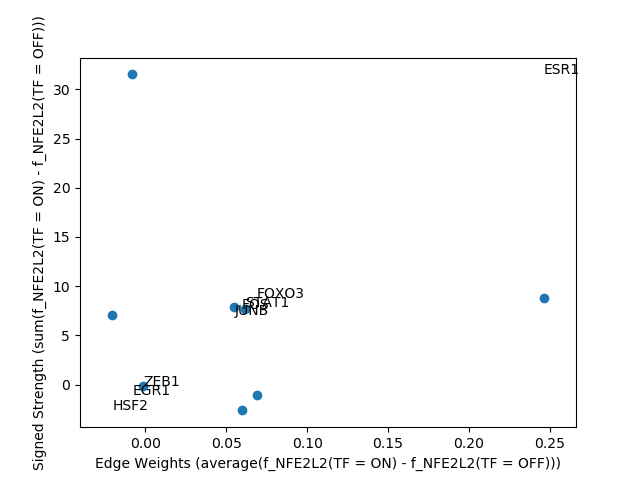 Signed Strength (sum(f_NFE2L2(TF = ON) - f_NFE2L2(TF = OFF)))
30
25
20
15
10
5
0
ESR1
FOXO3
FOS
STAT1
JUNB
ZEB1
EGR1
HSF2
0.00 0.05 0.10 0.15 0.20 0.25
Edge Weights (average(f_NFE2L2(TF = ON) - f_NFE2L2(TF = OFF)))